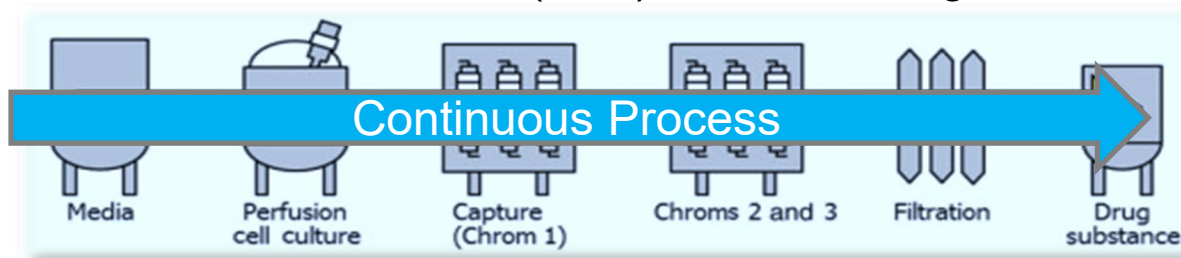 Continuous Process
Media
Perfusion
cell culture
Capture
(Chrom 1)
Chroms 2 and 3
Filtration
Drug
substance